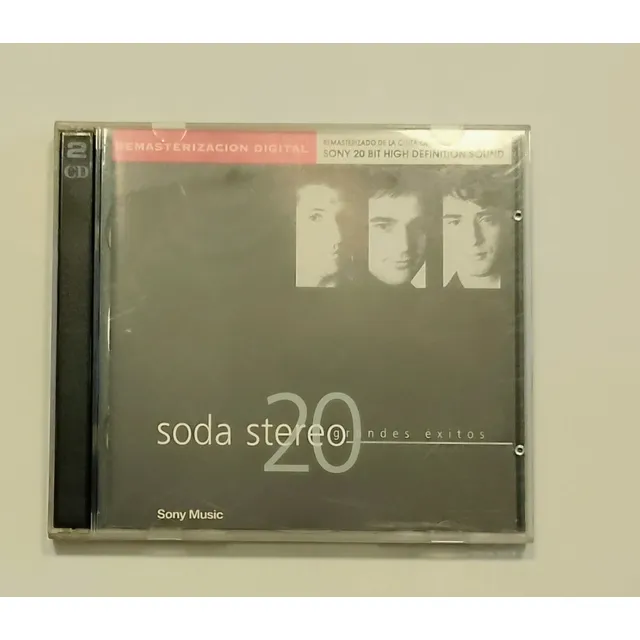 2
CD
REMASTERIZACION DIGITAL
REMASTERIZADO DE LA
SONY 20 BIT HIGH DEFINITION SOUND
20
soda stereo
grandes éxitos
Sony Music